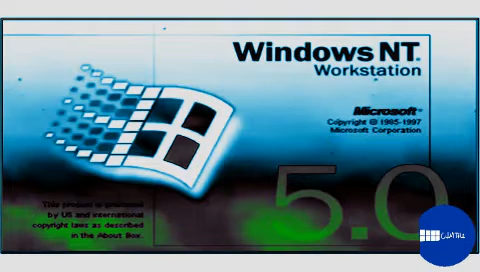 Windows NT
Workstation
Microsoft
Copyright © 1985-1997
Microsoft Corporation
This product is protected
by US and international
copyright laws as described
in the About Box.
5.0